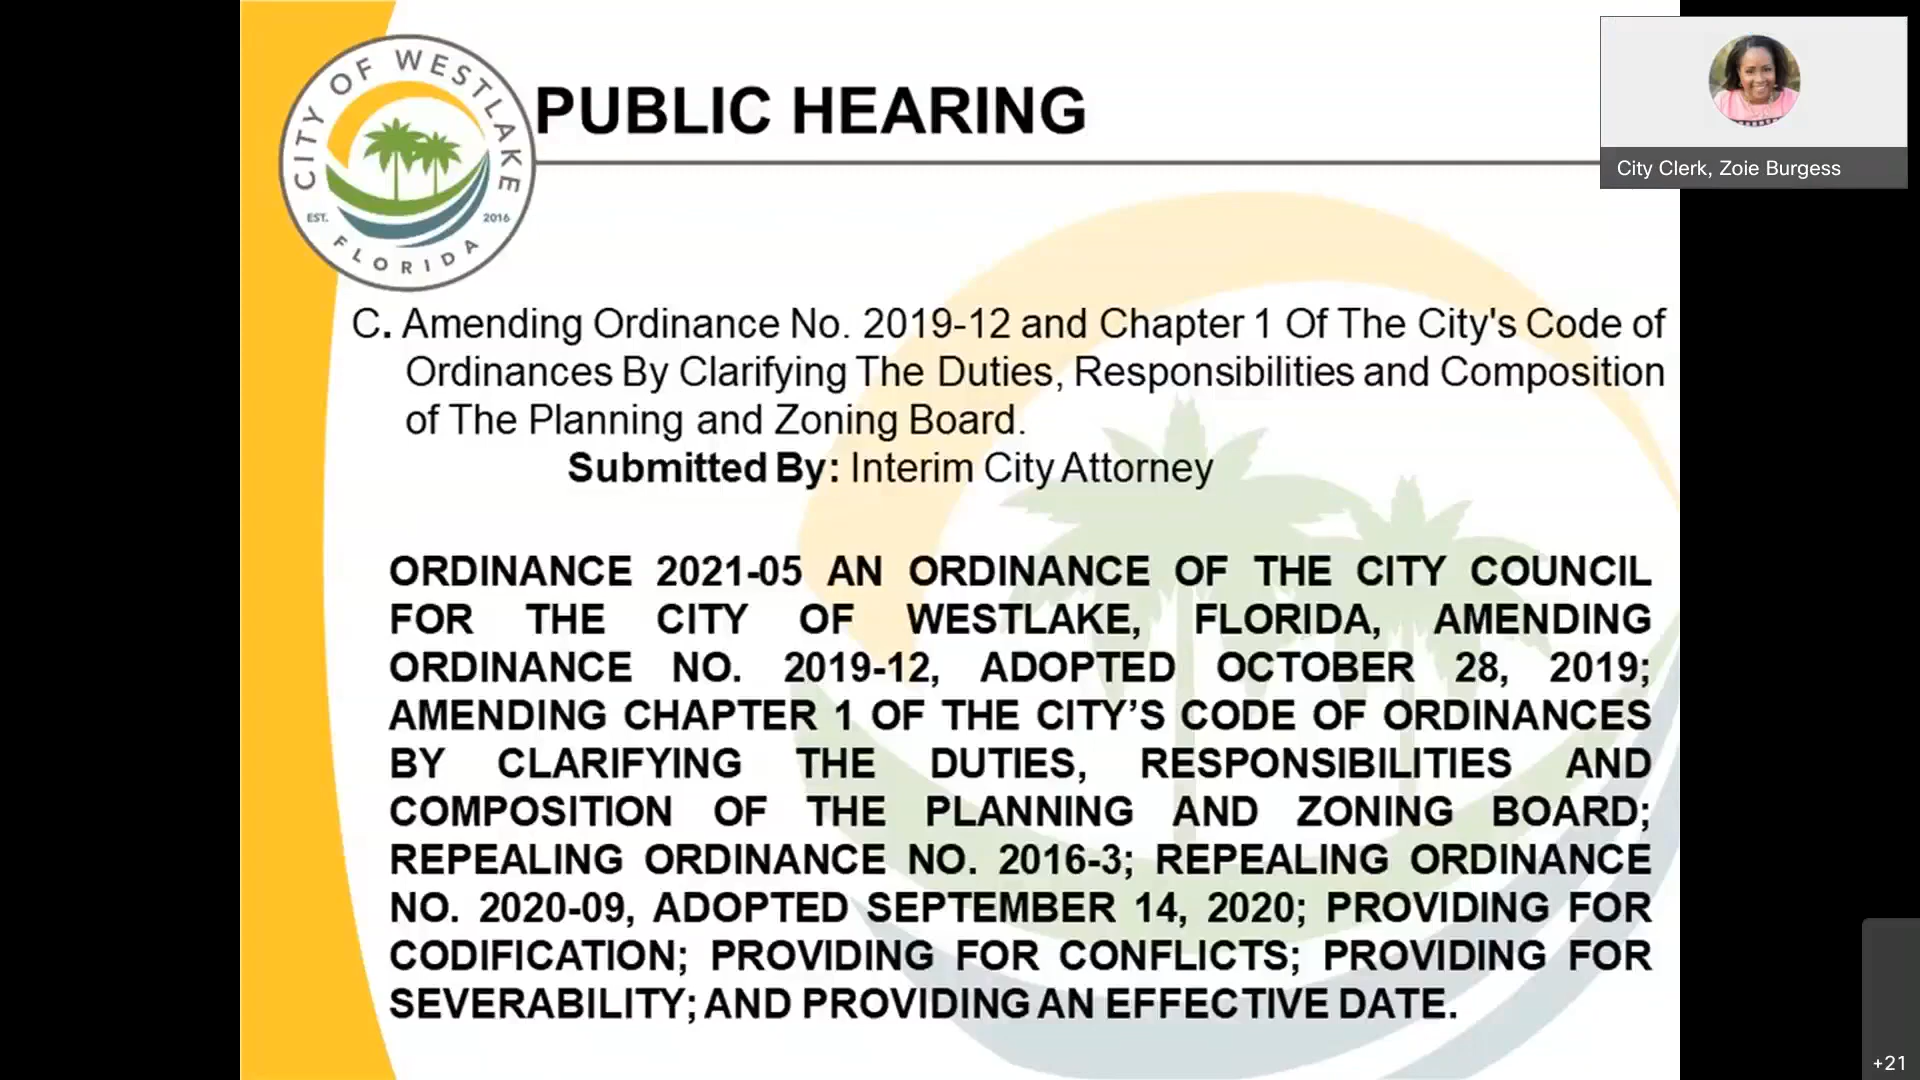 CITY OF WESTLAKE
EST. 2016
FLORIDA
PUBLIC HEARING
City Clerk, Zoie Burgess
C. Amending Ordinance No. 2019-12 and Chapter 1 Of The City's Code of
Ordinances By Clarifying The Duties, Responsibilities and Composition
of The Planning and Zoning Board.
Submitted By: Interim City Attorney
ORDINANCE 2021-05 AN ORDINANCE OF THE CITY COUNCIL
FOR THE CITY OF WESTLAKE, FLORIDA, AMENDING
ORDINANCE NO. 2019-12, ADOPTED OCTOBER 28, 2019;
AMENDING CHAPTER 1 OF THE CITY’S CODE OF ORDINANCES
BY CLARIFYING THE DUTIES, RESPONSIBILITIES AND
COMPOSITION OF THE PLANNING AND ZONING BOARD;
REPEALING ORDINANCE NO. 2016-3; REPEALING ORDINANCE
NO. 2020-09, ADOPTED SEPTEMBER 14, 2020; PROVIDING FOR
CODIFICATION; PROVIDING FOR CONFLICTS; PROVIDING FOR
SEVERABILITY; AND PROVIDING AN EFFECTIVE DATE.
+21